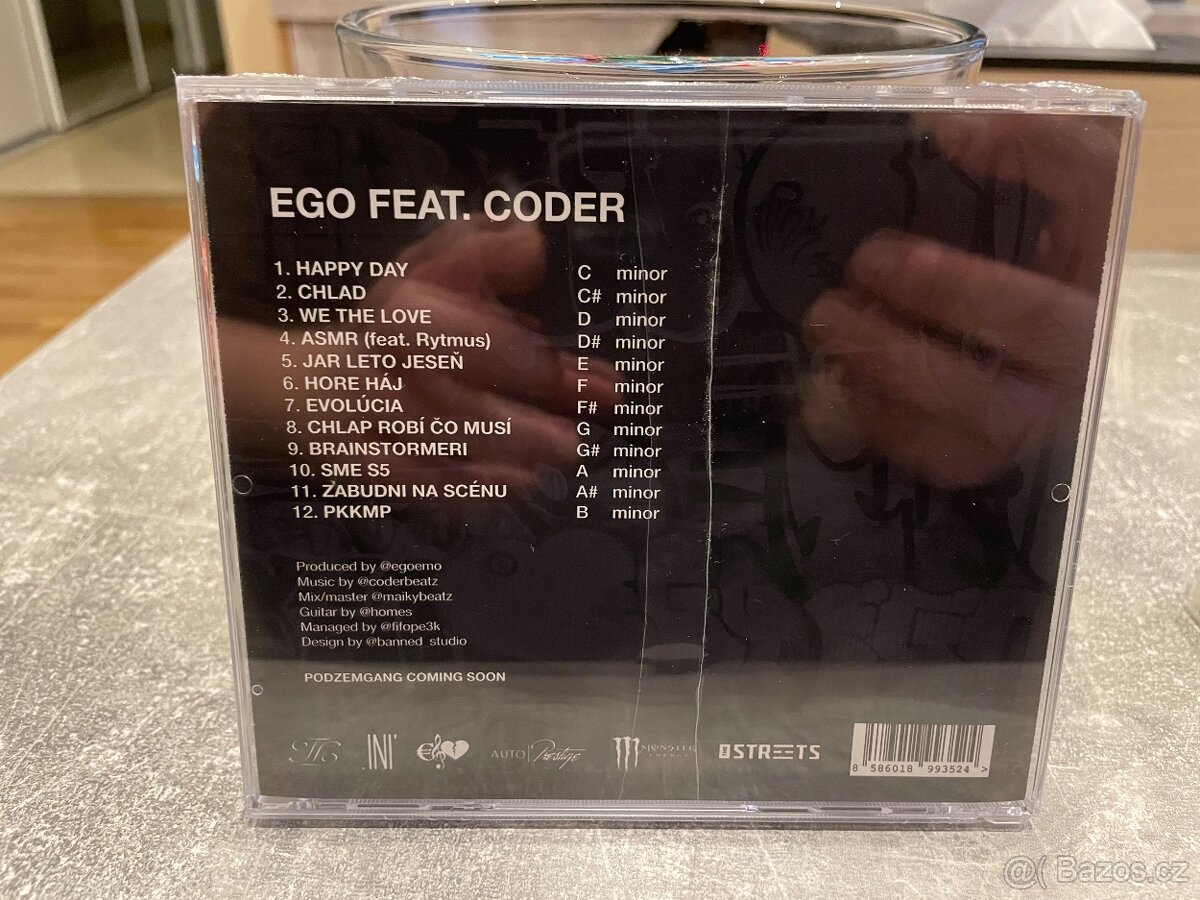 EGO FEAT. CODER
1. HAPPY DAY C minor
2. CHLAD C# minor
3. WE THE LOVE D minor
4. ASMR (feat. Rytmus) D# minor
5. JAR LETO JESEŇ E minor
6. HORE HÁJ F minor
7. EVOLÚCIA F# minor
8. CHLAP ROBÍ ČO MUSÍ G minor
9. BRAINSTORMERI G# minor
10. SME S5 A minor
11. ZABUDNI NA SCÉNU A# minor
12. PKKMP B minor
Produced by @egoemo
Music by @coderbeatz
Mix/master @maikybeatz
Guitar by @homes
Managed by @fifope3k
Design by @banned_studio
PODZEMGANG COMING SOON
AUTO Prestige MONSTER ENERGY STREETS
8 586018 993524 >
@( Bazos.cz